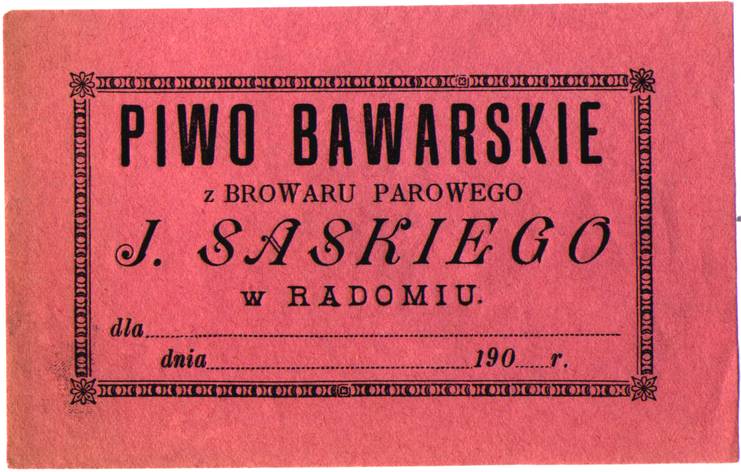 PIWO BAWARSKIE
z BROWARU PAROWEGO
J. SASKIEGO
w RADOMIU.
dla
dnia 190 r.